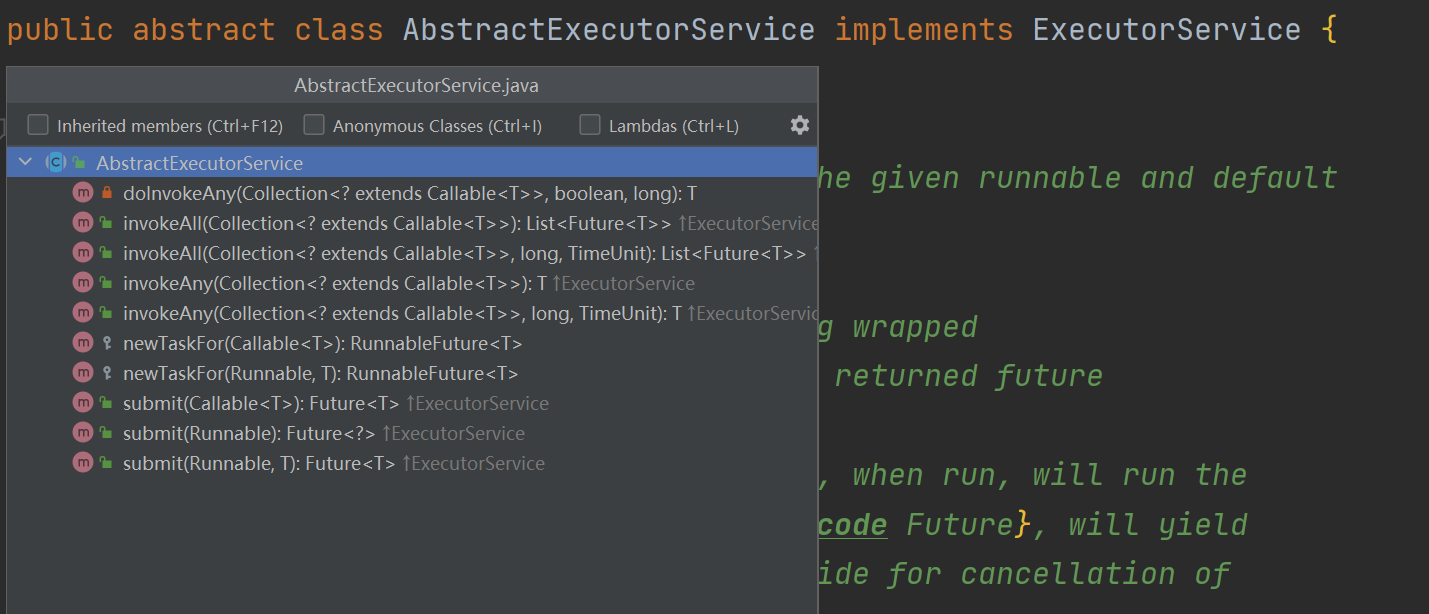 public abstract class AbstractExecutorService implements ExecutorService {
AbstractExecutorService.java
Inherited members (Ctrl+F12) Anonymous Classes (Ctrl+I) Lambdas (Ctrl+L)
AbstractExecutorService
he given runnable and default
doInvokeAny(Collection<? extends Callable<T>>, boolean, long): T
invokeAll(Collection<? extends Callable<T>>): List<Future<T>> ↑ExecutorService
invokeAll(Collection<? extends Callable<T>>, long, TimeUnit): List<Future<T>> ↑
invokeAny(Collection<? extends Callable<T>>): T ↑ExecutorService
invokeAny(Collection<? extends Callable<T>>, long, TimeUnit): T ↑ExecutorServic
g wrapped
newTaskFor(Callable<T>): RunnableFuture<T>
newTaskFor(Runnable, T): RunnableFuture<T>
returned future
submit(Callable<T>): Future<T> ↑ExecutorService
submit(Runnable): Future<?> ↑ExecutorService
submit(Runnable, T): Future<T> ↑ExecutorService
, when run, will run the
code Future}, will yield
ide for cancellation of